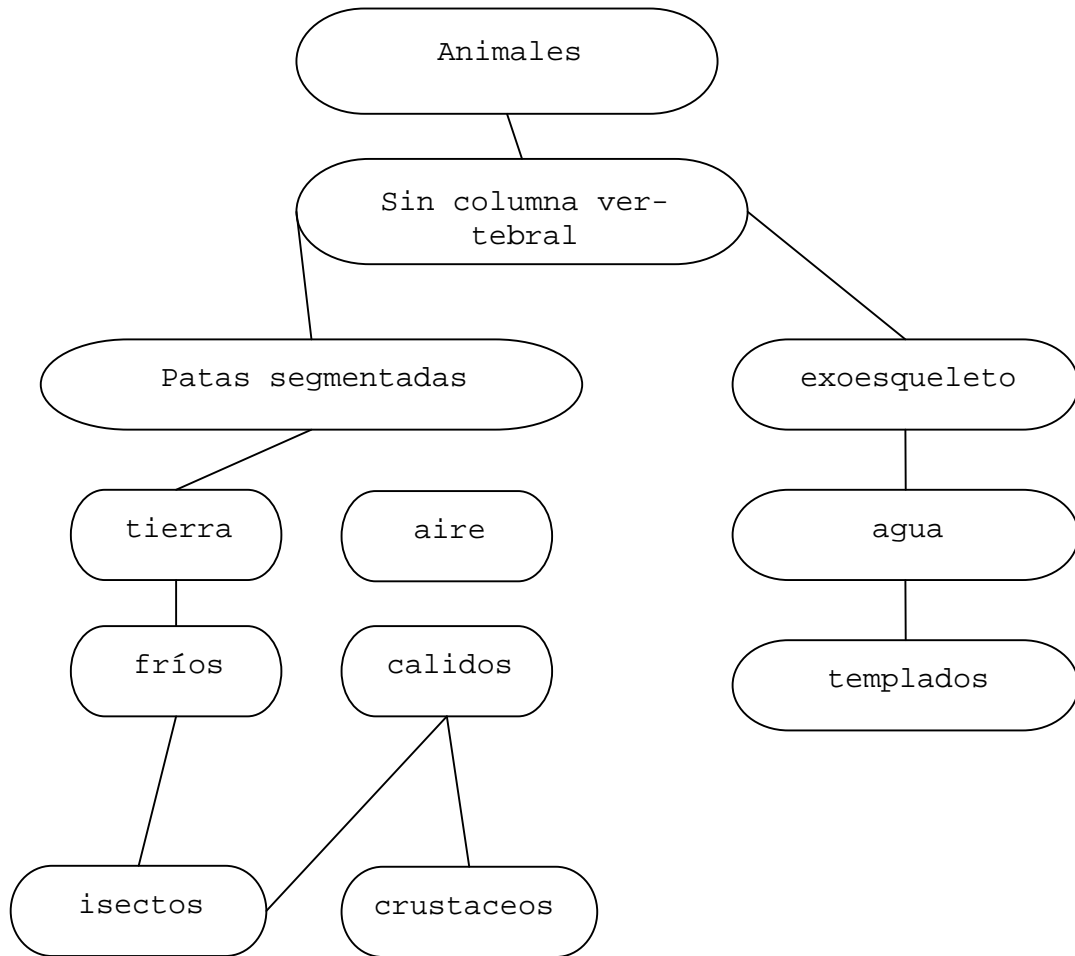 Animales
Sin columna ver-
tebral
Patas segmentadas
exoesqueleto
tierra
aire
agua
fríos
calidos
templados
isectos
crustaceos